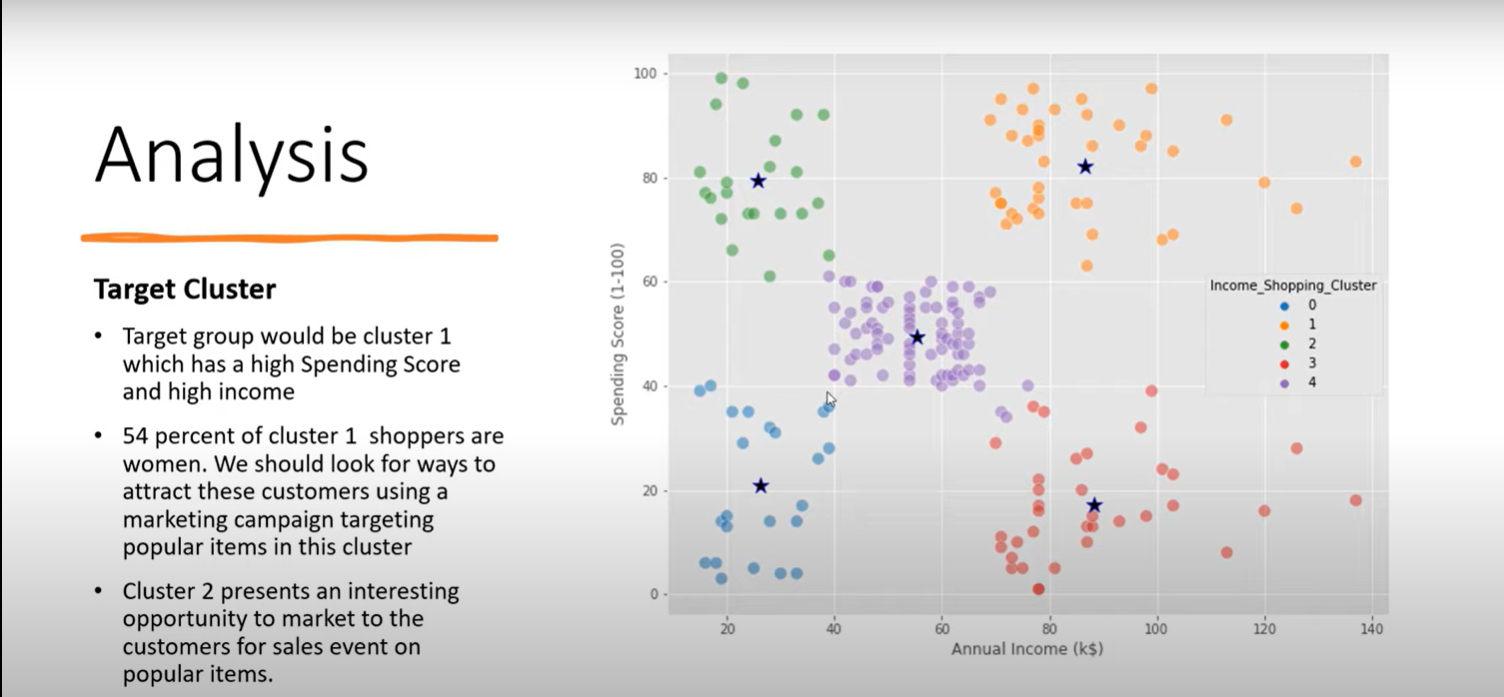 Analysis
Target Cluster
• Target group would be cluster 1
which has a high Spending Score
and high income
• 54 percent of cluster 1 shoppers are
women. We should look for ways to
attract these customers using a
marketing campaign targeting
popular items in this cluster
• Cluster 2 presents an interesting
opportunity to market to the
customers for sales event on
popular items.
Spending Score (1-100)
100
80
60
40
20
0
20 40 60 80 100 120 140
Annual Income (k$)
Income_Shopping_Cluster
0
1
2
3
4